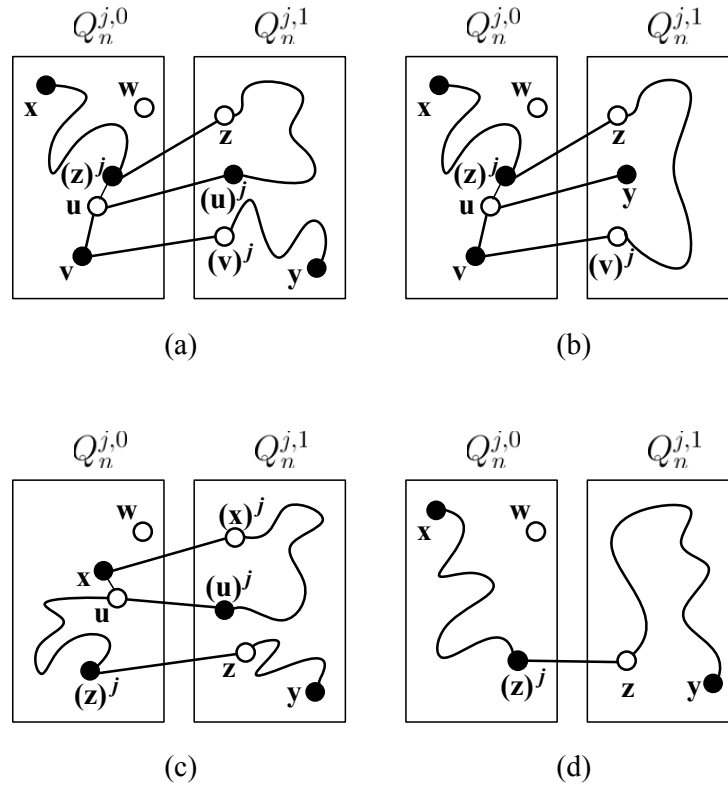 Q_n^{j,0} Q_n^{j,1} Q_n^{j,0} Q_n^{j,1}
x w z x w z
(z)^j (z)^j
u (u)^j u y
v (v)^j y v (v)^j
(a) (b)
Q_n^{j,0} Q_n^{j,1} Q_n^{j,0} Q_n^{j,1}
w (x)^j x w
x
u (u)^j
(z)^j z y (z)^j z y
(c) (d)